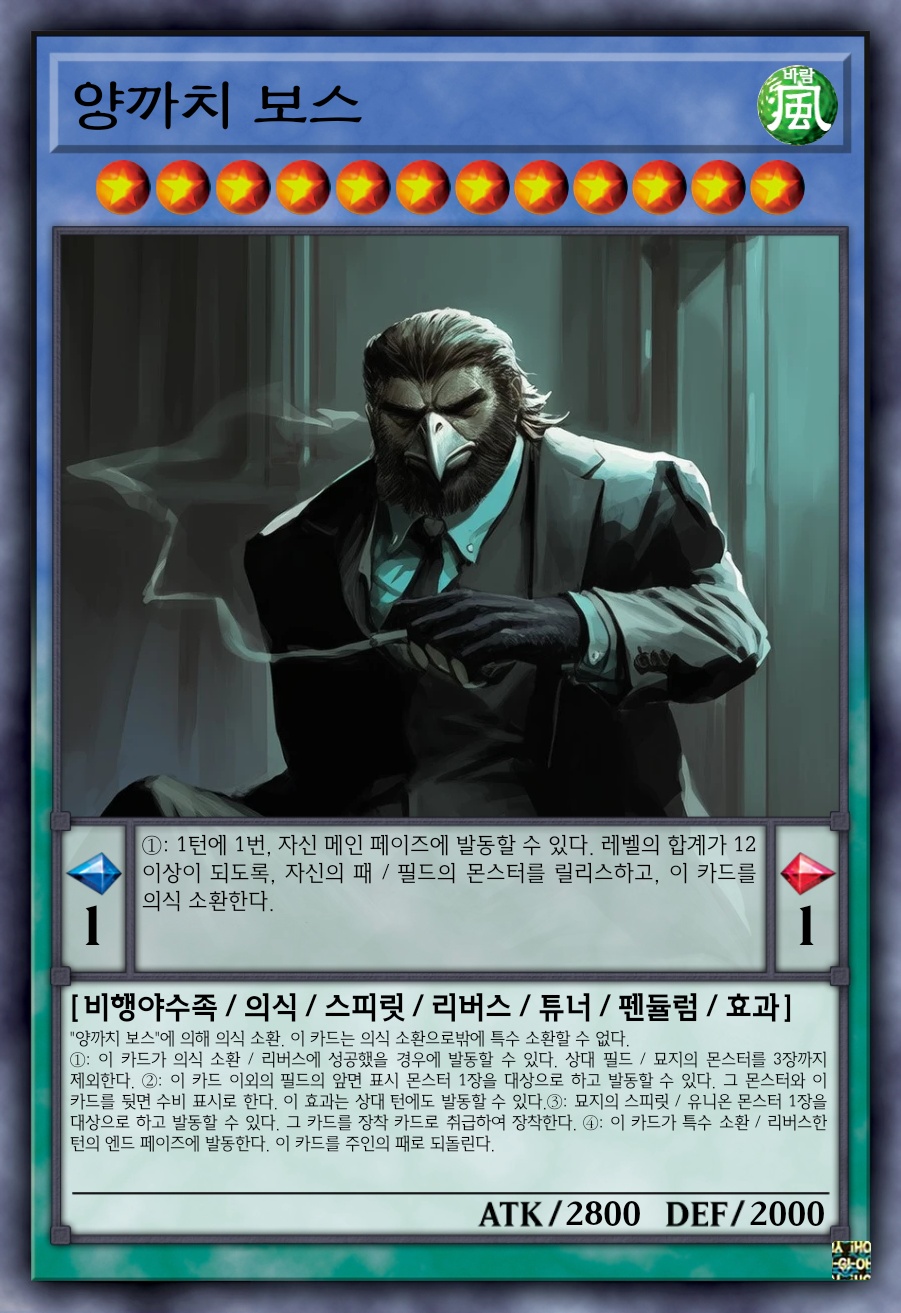 양까치 보스
바람
風
①: 1턴에 1번, 자신 메인 페이즈에 발동할 수 있다. 레벨의 합계가 12
이상이 되도록, 자신의 패 / 필드의 몬스터를 릴리스하고, 이 카드를
의식 소환한다.
1 1
[비행야수족 / 의식 / 스피릿 / 리버스 / 튜너 / 펜듈럼 / 효과]
"양까치 보스"에 의해 의식 소환. 이 카드는 의식 소환으로밖에 특수 소환할 수 없다.
①: 이 카드가 의식 소환 / 리버스에 성공했을 경우에 발동할 수 있다. 상대 필드 / 묘지의 몬스터를 3장까지
제외한다. ②: 이 카드 이외의 필드의 앞면 표시 몬스터 1장을 대상으로 하고 발동할 수 있다. 그 몬스터와 이
카드를 뒷면 수비 표시로 한다. 이 효과는 상대 턴에도 발동할 수 있다.③: 묘지의 스피릿 / 유니온 몬스터 1장을
대상으로 하고 발동할 수 있다. 그 카드를 장착 카드로 취급하여 장착한다. ④: 이 카드가 특수 소환 / 리버스한
턴의 엔드 페이즈에 발동한다. 이 카드를 주인의 패로 되돌린다.
ATK/2800 DEF/2000